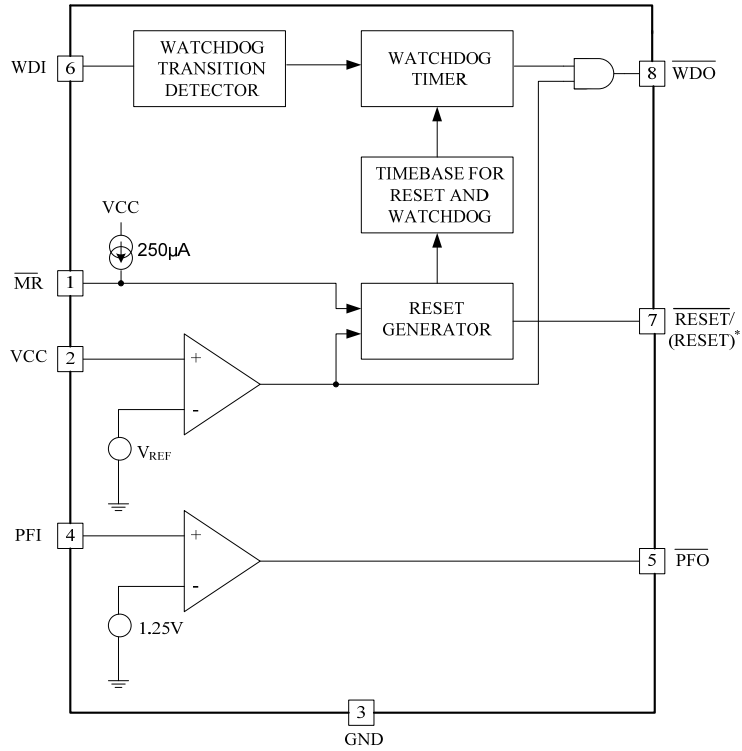 WDI
6
WATCHDOG
TRANSITION
DETECTOR
WATCHDOG
TIMER
8
WDO
TIMEBASE FOR
RESET AND
WATCHDOG
VCC
250µA
MR
1
RESET
GENERATOR
7
RESET/
(RESET)*
VCC
2
+
-
VREF
PFI
4
+
-
1.25V
5
PFO
3
GND